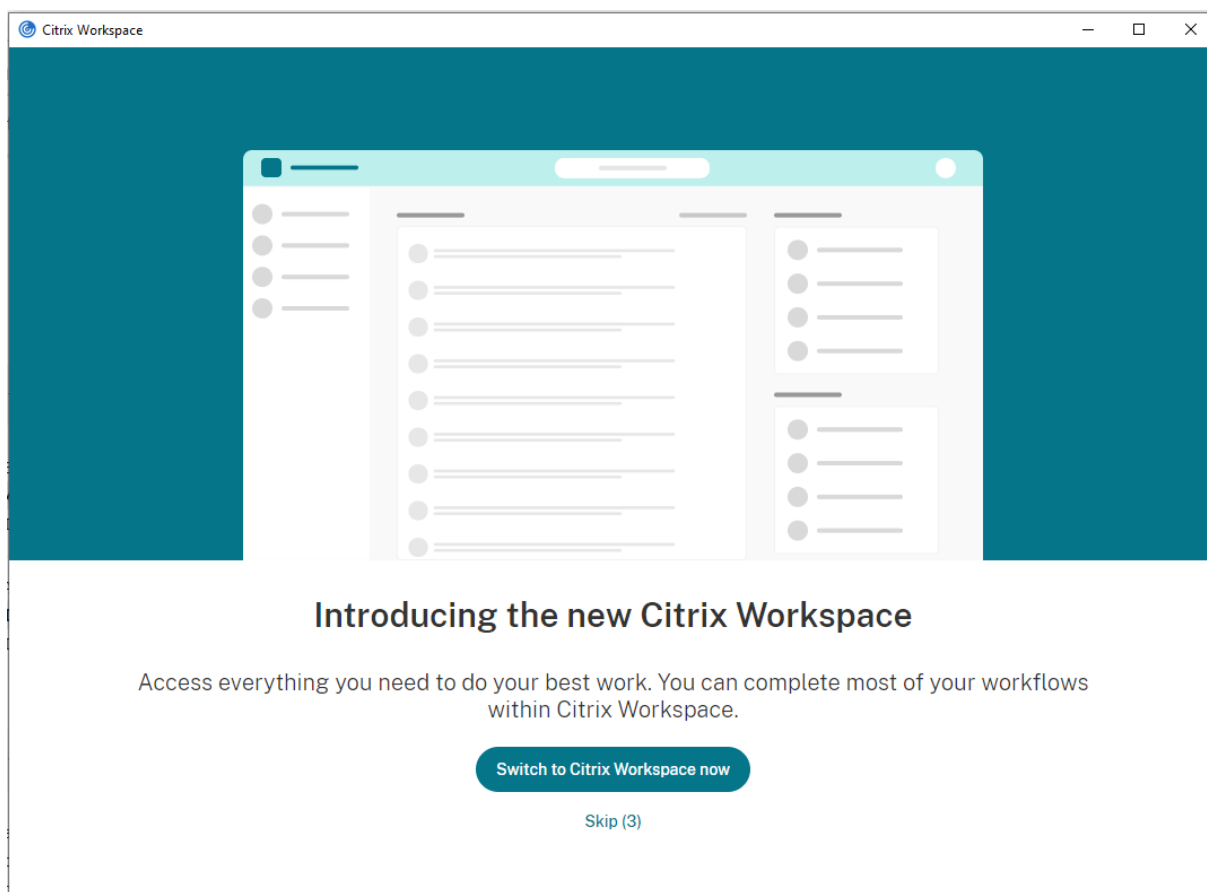 Citrix Workspace
Introducing the new Citrix Workspace
Access everything you need to do your best work. You can complete most of your workflows
within Citrix Workspace.
Switch to Citrix Workspace now
Skip (3)